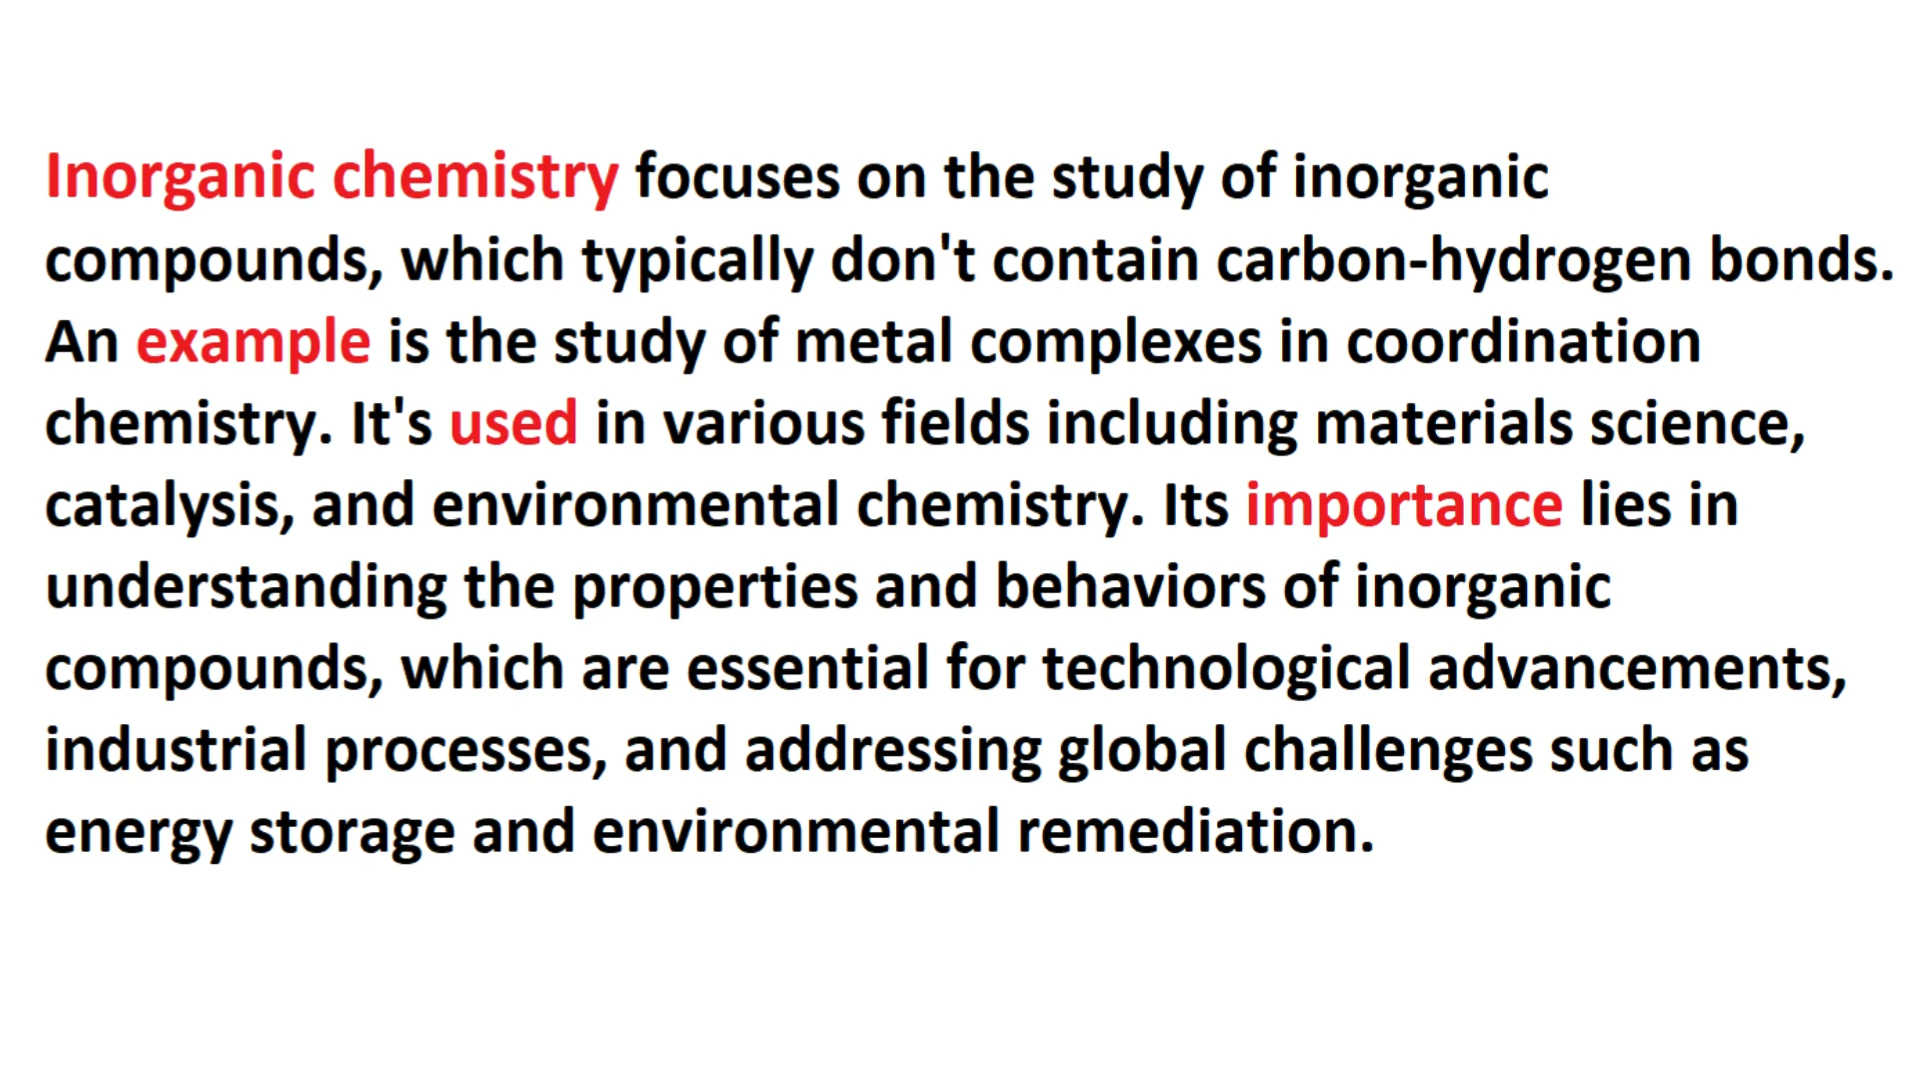 Inorganic chemistry focuses on the study of inorganic
compounds, which typically don't contain carbon-hydrogen bonds.
An example is the study of metal complexes in coordination
chemistry. It's used in various fields including materials science,
catalysis, and environmental chemistry. Its importance lies in
understanding the properties and behaviors of inorganic
compounds, which are essential for technological advancements,
industrial processes, and addressing global challenges such as
energy storage and environmental remediation.